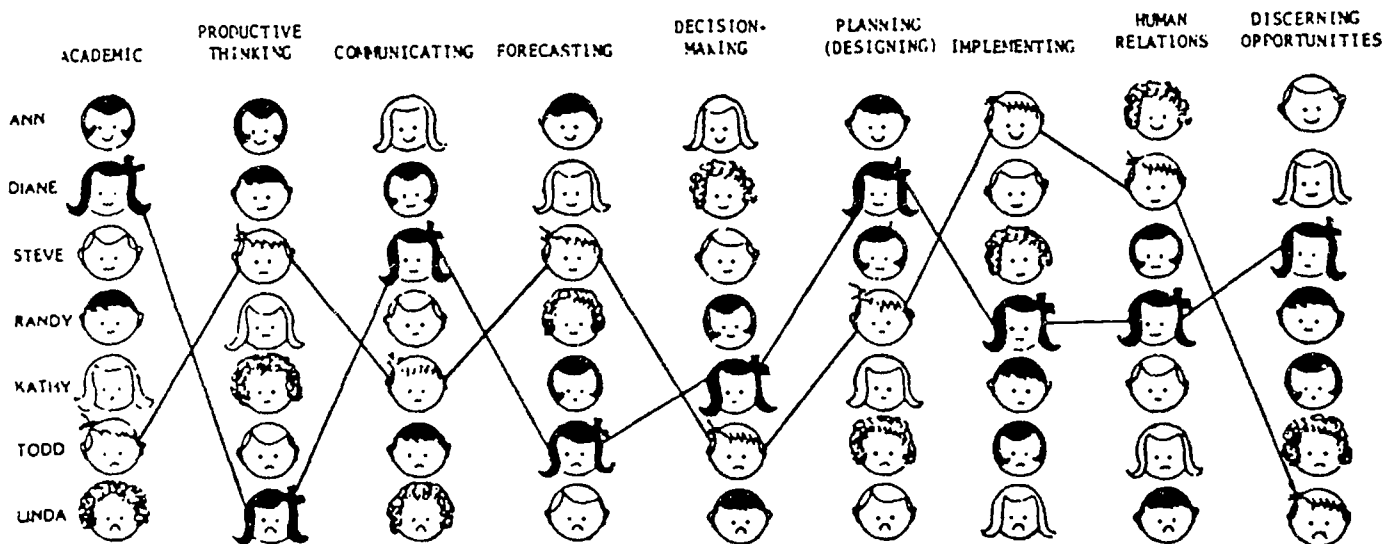 ACADEMIC
PRODUCTIVE
THINKING
COMMUNICATING
FORECASTING
DECISION-
MAKING
PLANNING
(DESIGNING)
IMPLEMENTING
HUMAN
RELATIONS
DISCERNING
OPPORTUNITIES
ANN
DIANE
STEVE
RANDY
KATHY
TODD
LINDA